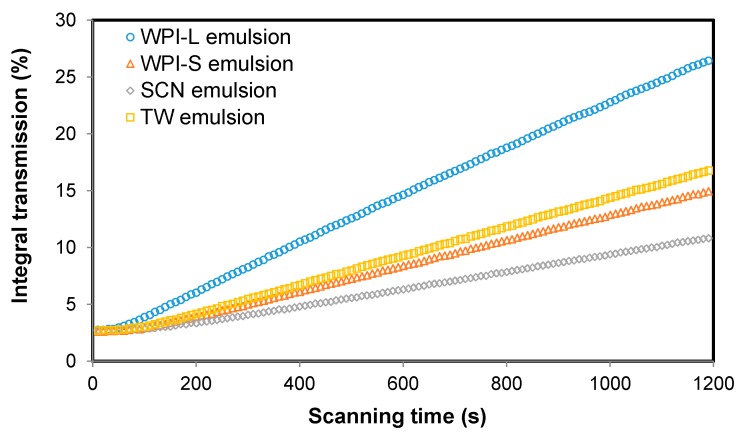 30
25
20
15
10
5
0
Integral transmission (%)
WPI-L emulsion
WPI-S emulsion
SCN emulsion
TW emulsion
0 200 400 600 800 1000 1200
Scanning time (s)